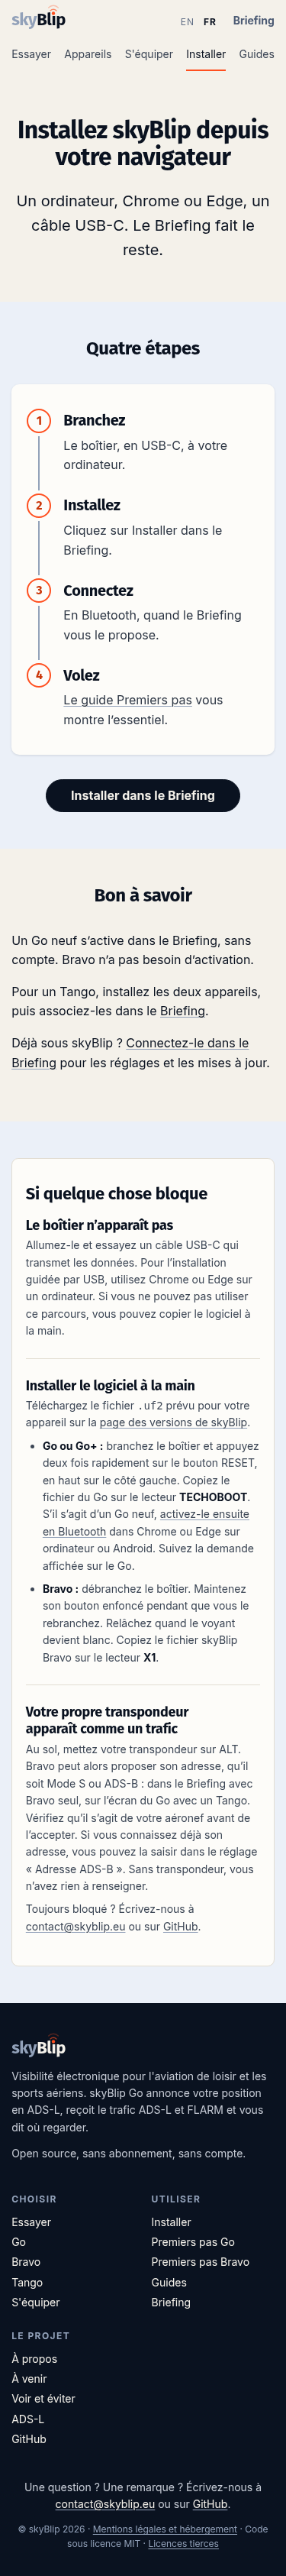 skyBlip
EN FR Briefing
Essayer Appareils S'équiper Installer Guides
Installez skyBlip depuis
votre navigateur
Un ordinateur, Chrome ou Edge, un
câble USB-C. Le Briefing fait le
reste.
Quatre étapes
1 Branchez
Le boîtier, en USB-C, à votre
ordinateur.
2 Installez
Cliquez sur Installer dans le
Briefing.
3 Connectez
En Bluetooth, quand le Briefing
vous le propose.
4 Volez
Le guide Premiers pas vous
montre l’essentiel.
Installer dans le Briefing
Bon à savoir
Un Go neuf s’active dans le Briefing, sans
compte. Bravo n’a pas besoin d’activation.
Pour un Tango, installez les deux appareils,
puis associez-les dans le Briefing.
Déjà sous skyBlip ? Connectez-le dans le
Briefing pour les réglages et les mises à jour.
Si quelque chose bloque
Le boîtier n’apparaît pas
Allumez-le et essayez un câble USB-C qui
transmet les données. Pour l’installation
guidée par USB, utilisez Chrome ou Edge sur
un ordinateur. Si vous ne pouvez pas utiliser
ce parcours, vous pouvez copier le logiciel à
la main.
Installer le logiciel à la main
Téléchargez le fichier .uf2 prévu pour votre
appareil sur la page des versions de skyBlip.
• Go ou Go+ : branchez le boîtier et appuyez
deux fois rapidement sur le bouton RESET,
en haut sur le côté gauche. Copiez le
fichier du Go sur le lecteur TECHOBOOT.
S’il s’agit d’un Go neuf, activez-le ensuite
en Bluetooth dans Chrome ou Edge sur
ordinateur ou Android. Suivez la demande
affichée sur le Go.
• Bravo : débranchez le boîtier. Maintenez
son bouton enfoncé pendant que vous le
rebranchez. Relâchez quand le voyant
devient blanc. Copiez le fichier skyBlip
Bravo sur le lecteur X1.
Votre propre transpondeur
apparaît comme un trafic
Au sol, mettez votre transpondeur sur ALT.
Bravo peut alors proposer son adresse, qu’il
soit Mode S ou ADS-B : dans le Briefing avec
Bravo seul, sur l’écran du Go avec un Tango.
Vérifiez qu’il s’agit de votre aéronef avant de
l’accepter. Si vous connaissez déjà son
adresse, vous pouvez la saisir dans le réglage
« Adresse ADS-B ». Sans transpondeur, vous
n’avez rien à renseigner.
Toujours bloqué ? Écrivez-nous à
contact@skyblip.eu ou sur GitHub.
skyBlip
Visibilité électronique pour l'aviation de loisir et les
sports aériens. skyBlip Go annonce votre position
en ADS-L, reçoit le trafic ADS-L et FLARM et vous
dit où regarder.
Open source, sans abonnement, sans compte.
CHOISIR
Essayer
Go
Bravo
Tango
S'équiper
UTILISER
Installer
Premiers pas Go
Premiers pas Bravo
Guides
Briefing
LE PROJET
À propos
À venir
Voir et éviter
ADS-L
GitHub
Une question ? Une remarque ? Écrivez-nous à
contact@skyblip.eu ou sur GitHub.
© skyBlip 2026 · Mentions légales et hébergement · Code
sous licence MIT · Licences tierces